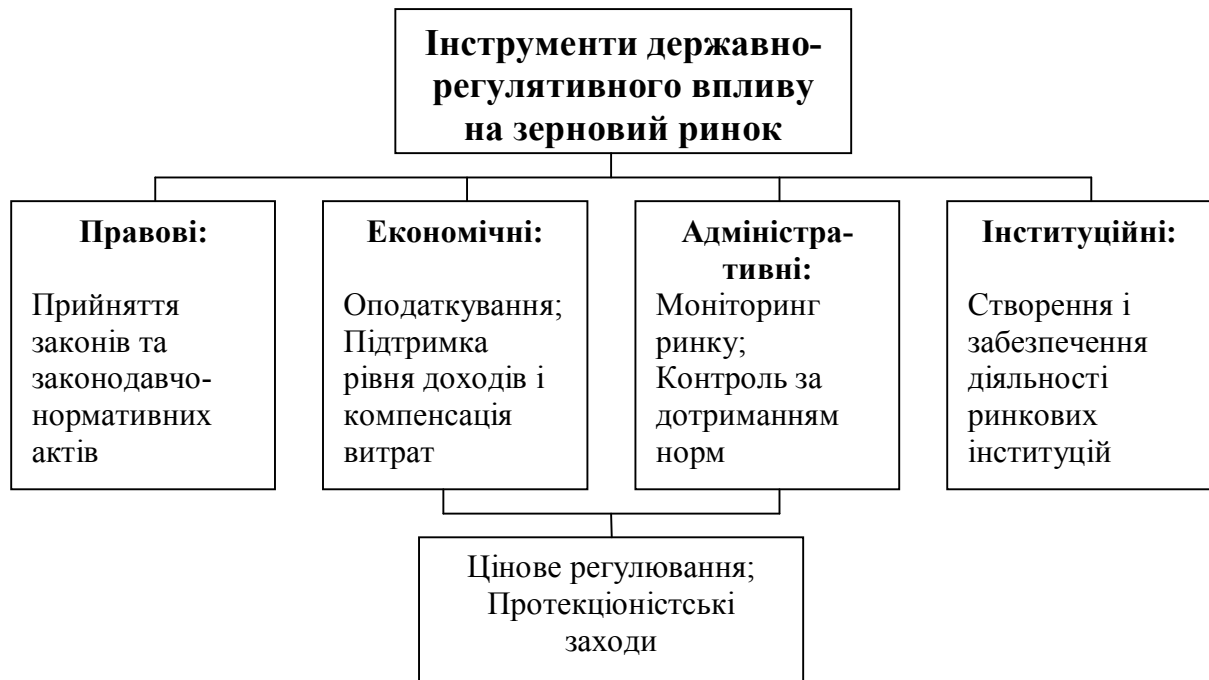 Інструменти державно-
регулятивного впливу
на зерновий ринок
Правові:
Прийняття
законів та
законодавчо-
нормативних
актів
Економічні:
Оподаткування;
Підтримка
рівня доходів і
компенсація
витрат
Адміністра-
тивні:
Моніторинг
ринку;
Контроль за
дотриманням
норм
Інституційні:
Створення і
забезпечення
діяльності
ринкових
інституцій
Цінове регулювання;
Протекціоністські
заходи